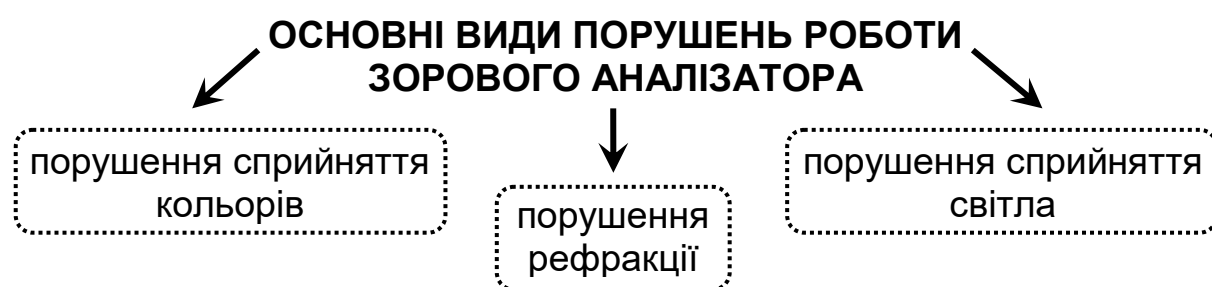 ОСНОВНІ ВИДИ ПОРУШЕНЬ РОБОТИ
ЗОРОВОГО АНАЛІЗАТОРА
порушення сприйняття
кольорів
порушення
рефракції
порушення сприйняття
світла